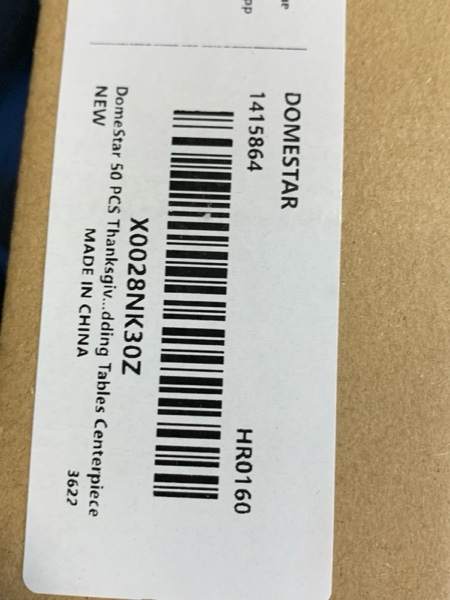 DOMESTAR
1415864 HR0160
X0028NK30Z
DomeStar 50 PCS Thanksgiv...dding Tables Centerpiece
NEW
MADE IN CHINA
3622